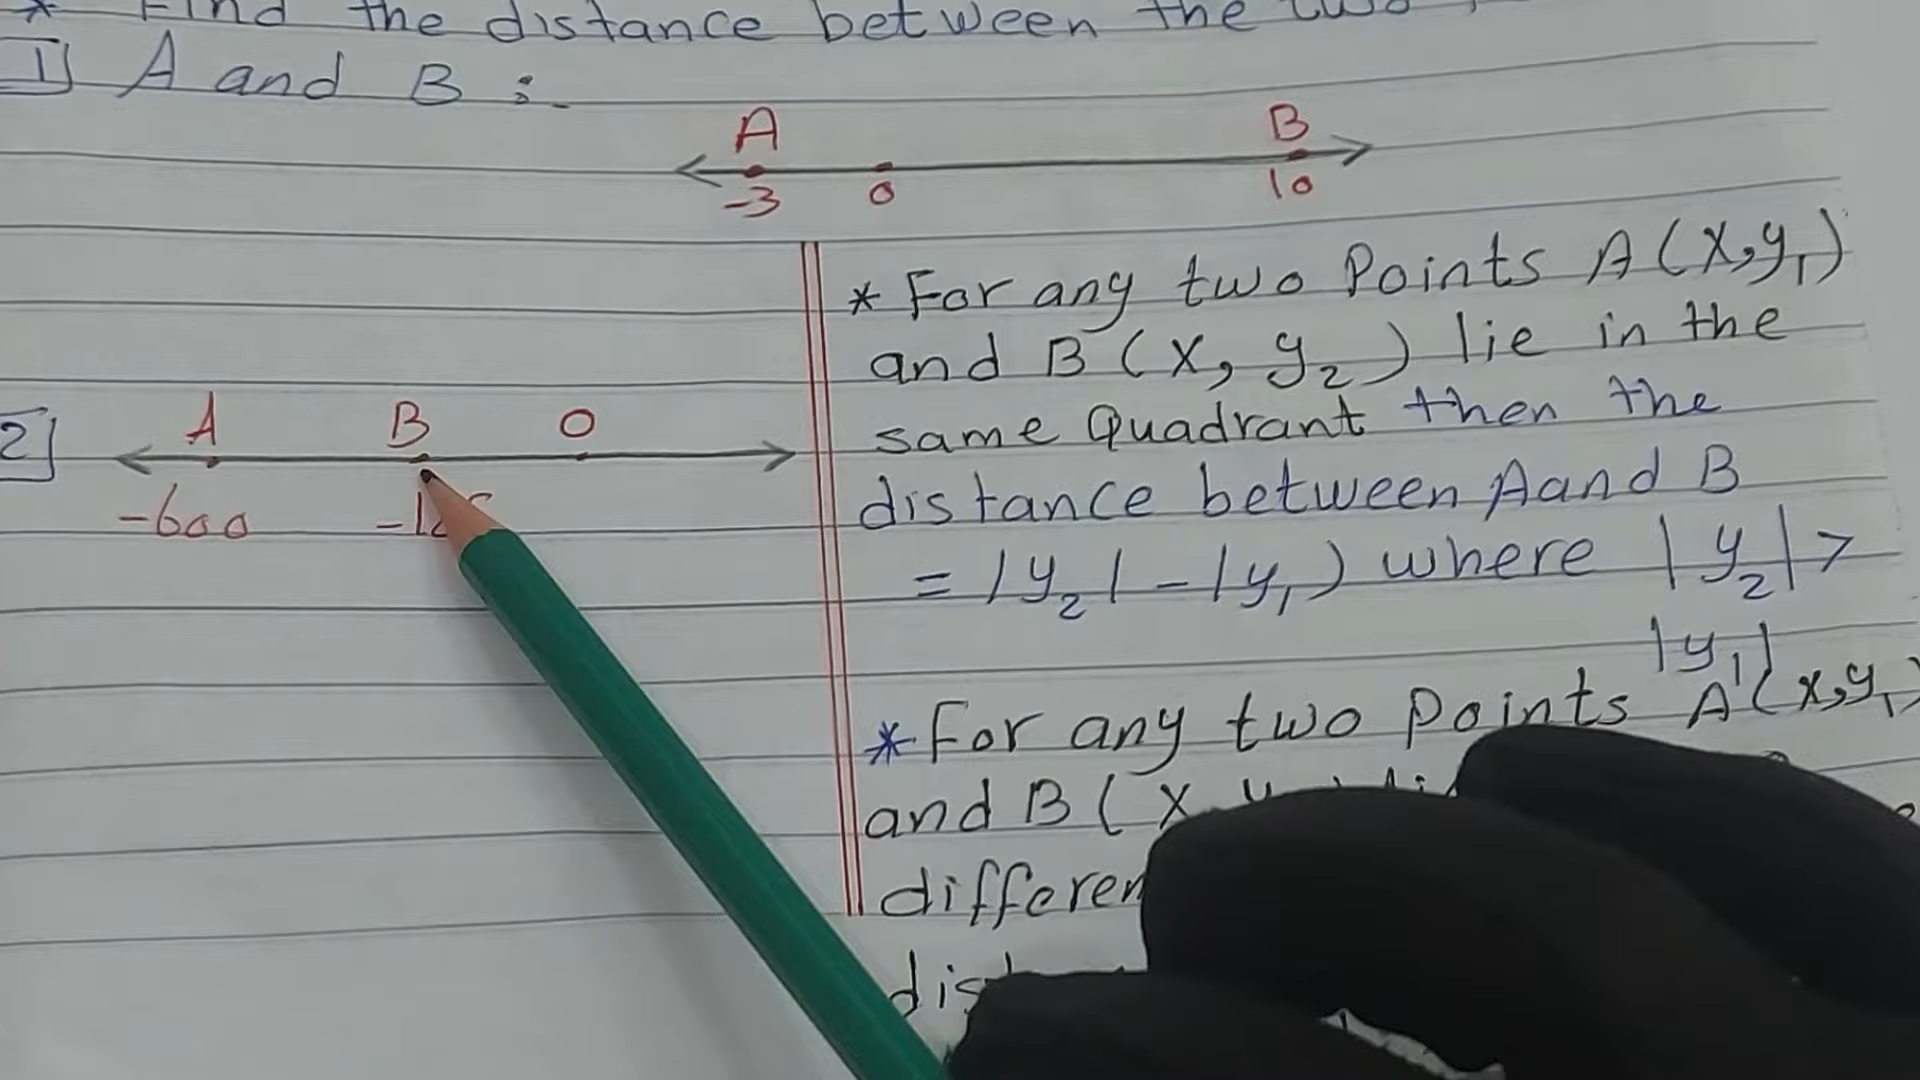 * Find the distance between the two
1] A and B :-
A B
-3 0 10
2] A B O
-600
* For any two Points A (X,y₁)
and B (X, y₂) lie in the
same Quadrant then the
distance between A and B
= |y₂| - |y₁) where |y₂| >
|y₁|
* For any two Points A (x,y₁)
and B ( X